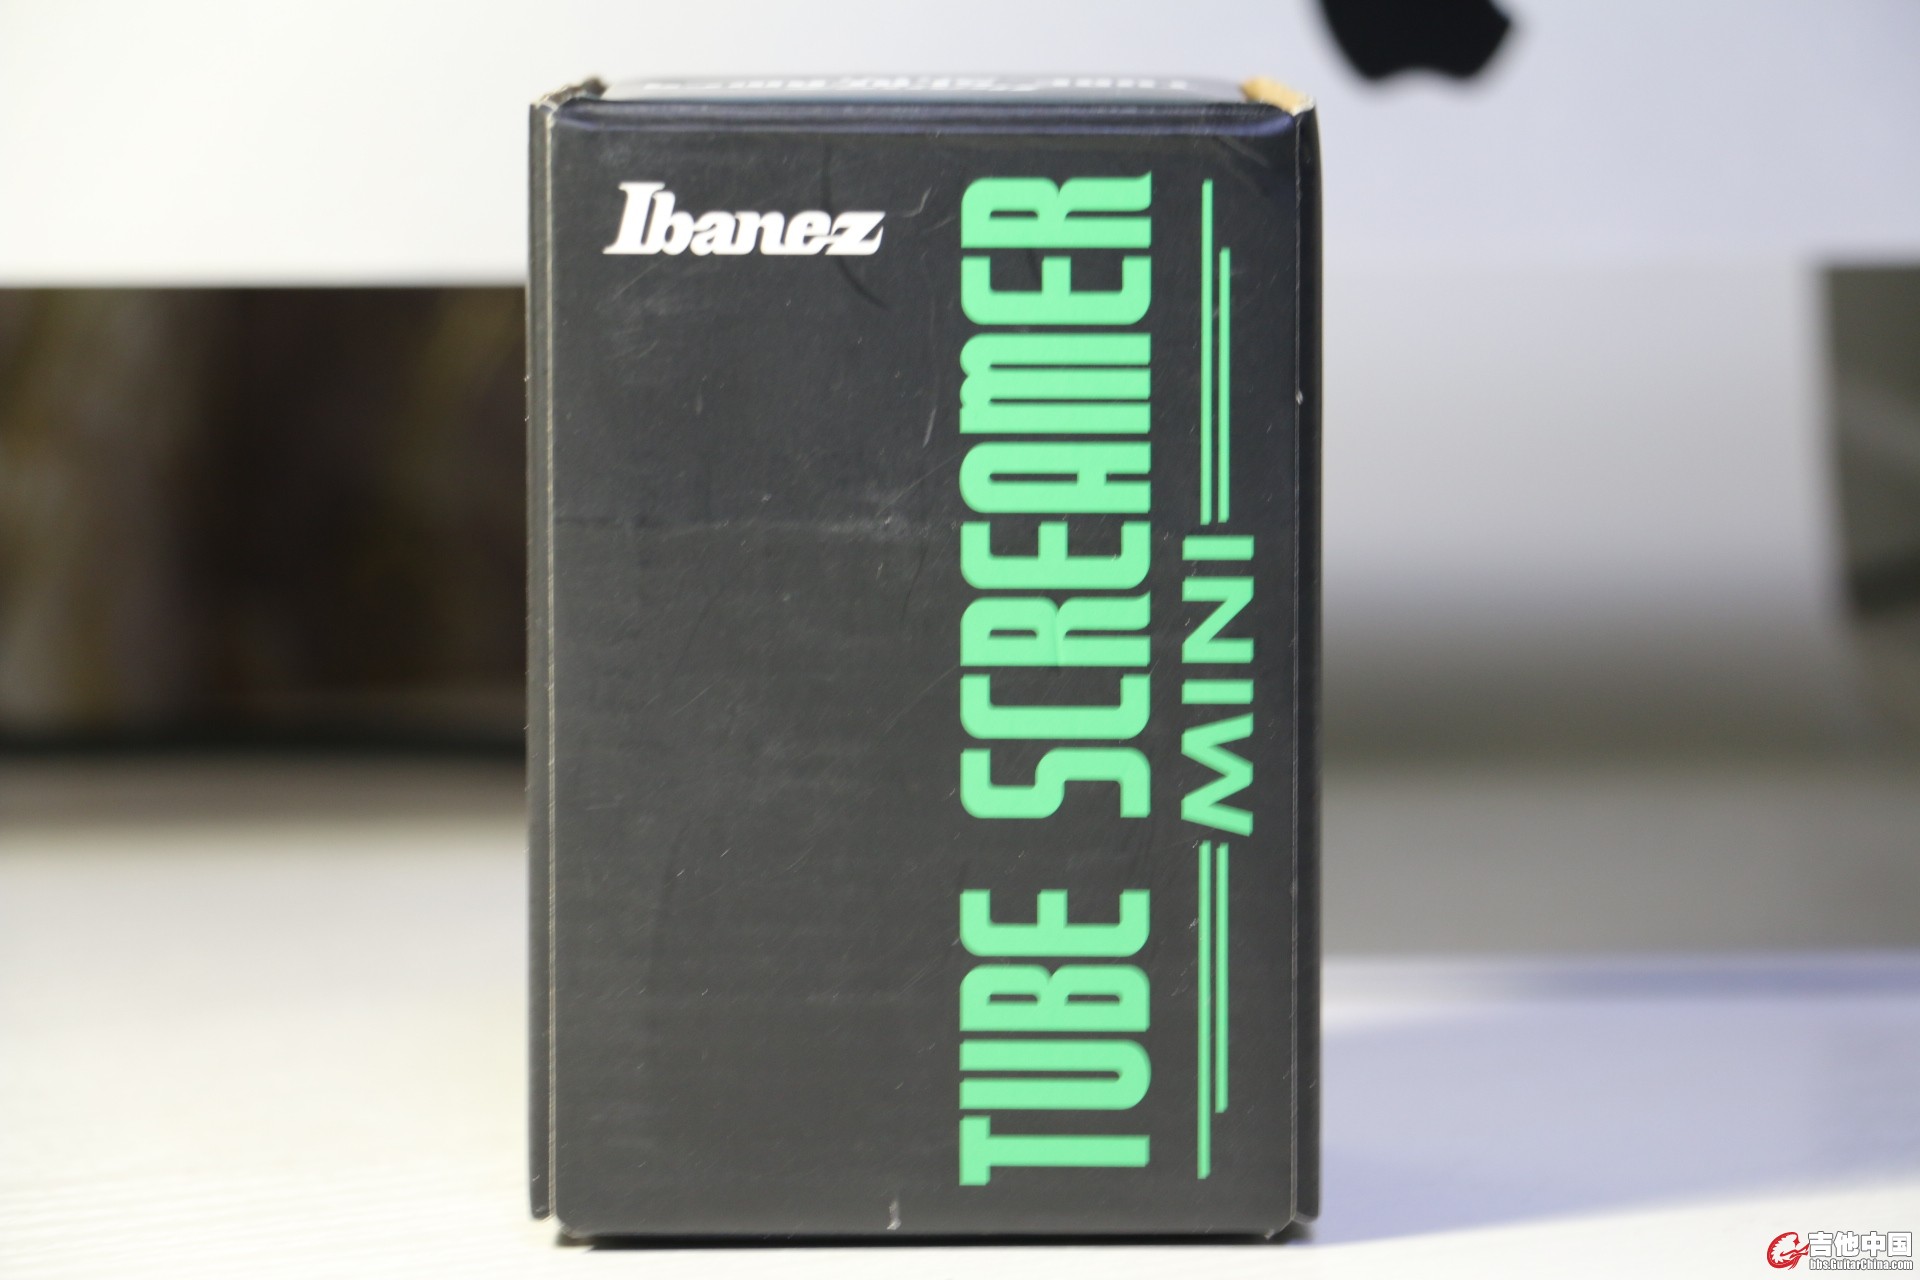 Ibanez
TUBE SCREAMER
MINI
吉他中国
bbs.GuitarChina.com